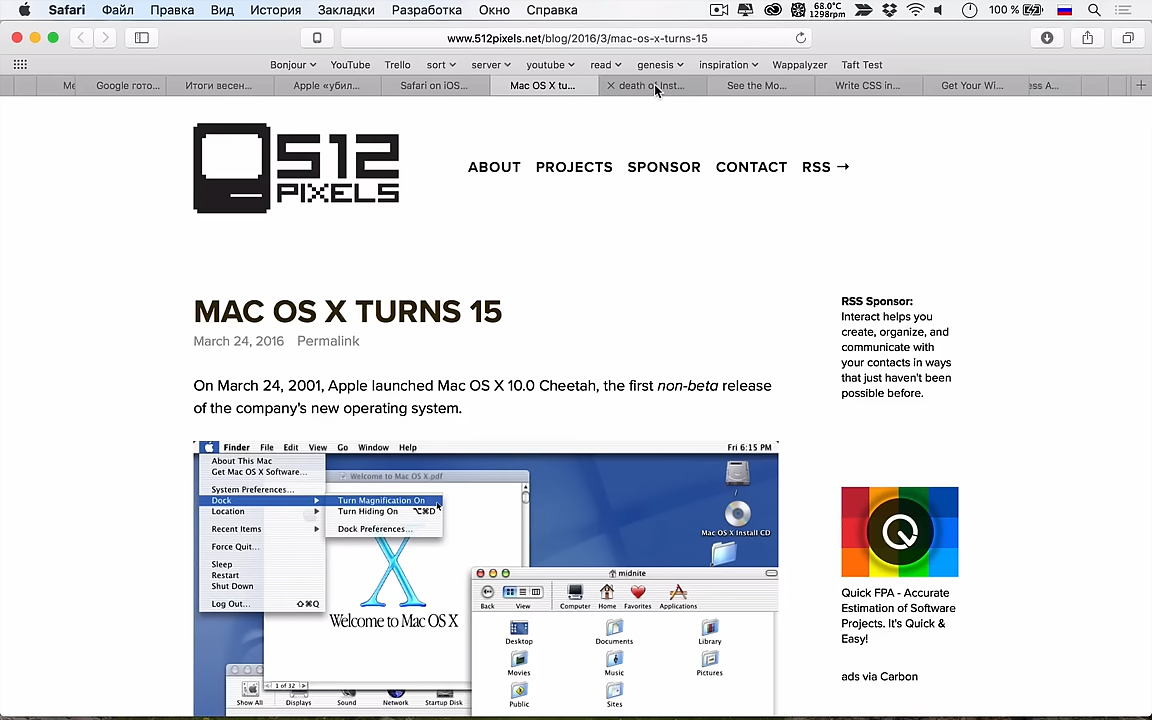 Safari Файл Правка Вид История Закладки Разработка Окно Справка 68.0°C 1298rpm 100 %
www.512pixels.net/blog/2016/3/mac-os-x-turns-15
Bonjour YouTube Trello sort server youtube read genesis inspiration Wappalyzer Taft Test
Ме Google гото... Итоги весен... Apple «убил... Safari on iOS... Mac OS X tu... death of Inst... See the Mo... Write CSS in... Get Your Wi... ess A...
512
PIXELS
ABOUT PROJECTS SPONSOR CONTACT RSS →
MAC OS X TURNS 15
March 24, 2016 Permalink
On March 24, 2001, Apple launched Mac OS X 10.0 Cheetah, the first non-beta release
of the company's new operating system.
Finder File Edit View Go Window Help Fri 6:15 PM
About This Mac
Get Mac OS X Software...
System Preferences...
Dock
Location
Recent Items
Force Quit...
Sleep
Restart
Shut Down
Log Out... ⇧⌘Q
Turn Magnification On
Turn Hiding On ⌥⌘D
Dock Preferences...
Welcome to Mac OS X.pdf
X
Welcome to Mac OS X
1 of 32
/
Mac OS X Install CD
midnite
Back View Computer Home Favorites Applications
Desktop Documents Library
Movies Music Pictures
Public Sites
Show All Displays Sound Network Startup Disk
RSS Sponsor:
Interact helps you
create, organize, and
communicate with
your contacts in ways
that just haven't been
possible before.
Quick FPA - Accurate
Estimation of Software
Projects. It's Quick &
Easy!
ads via Carbon